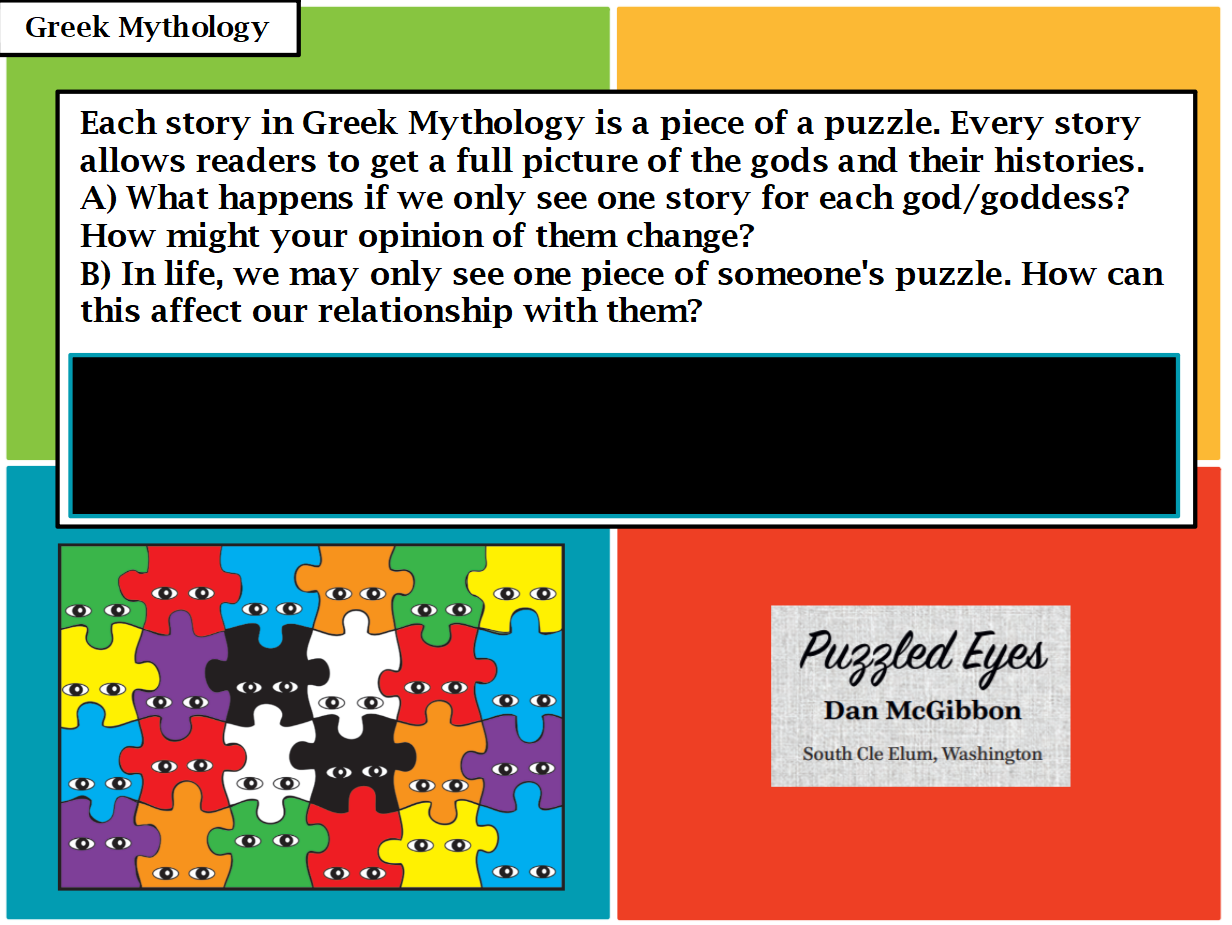 Greek Mythology
Each story in Greek Mythology is a piece of a puzzle. Every story
allows readers to get a full picture of the gods and their histories.
A) What happens if we only see one story for each god/goddess?
How might your opinion of them change?
B) In life, we may only see one piece of someone's puzzle. How can
this affect our relationship with them?
Puzzled Eyes
Dan McGibbon
South Cle Elum, Washington